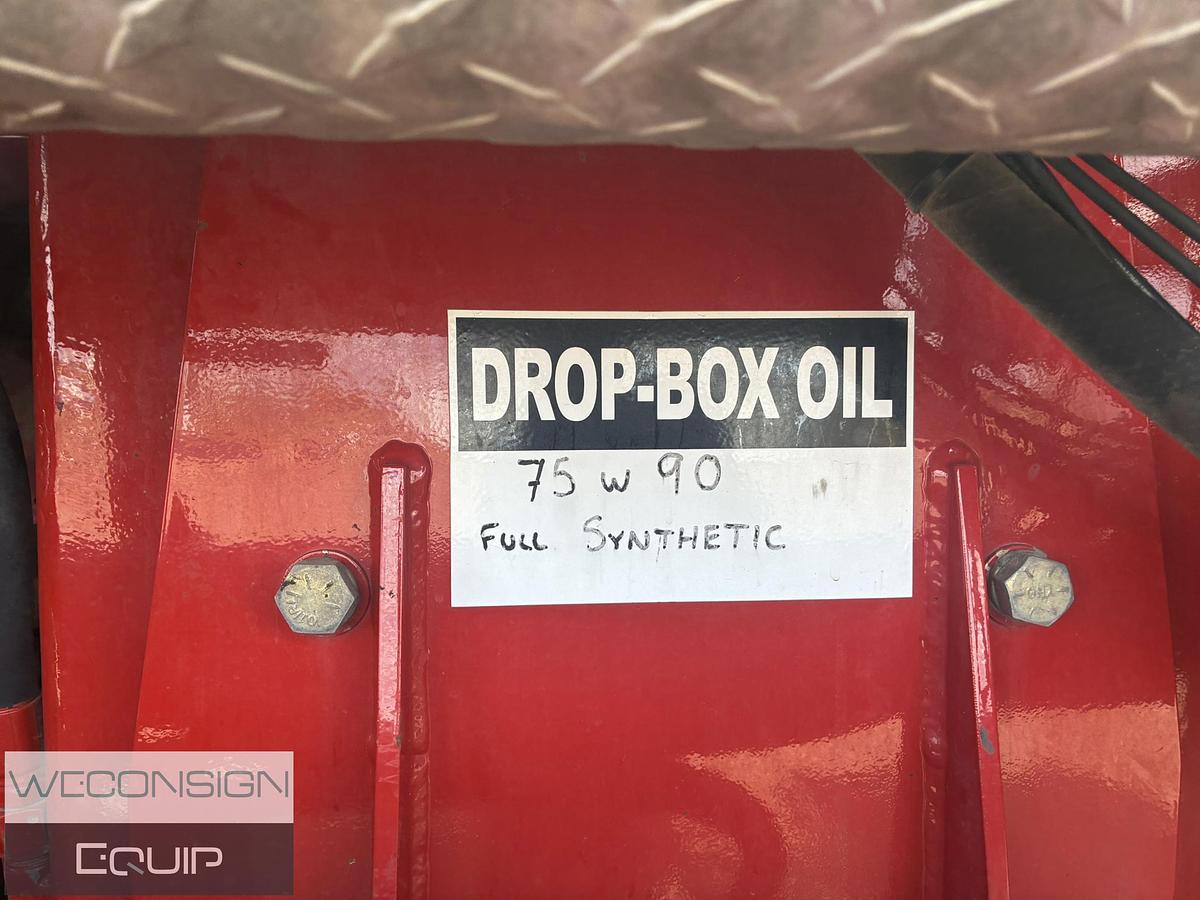 DROP-BOX OIL
75 W 90
FULL SYNTHETIC
WECONSIGN
EQUIP